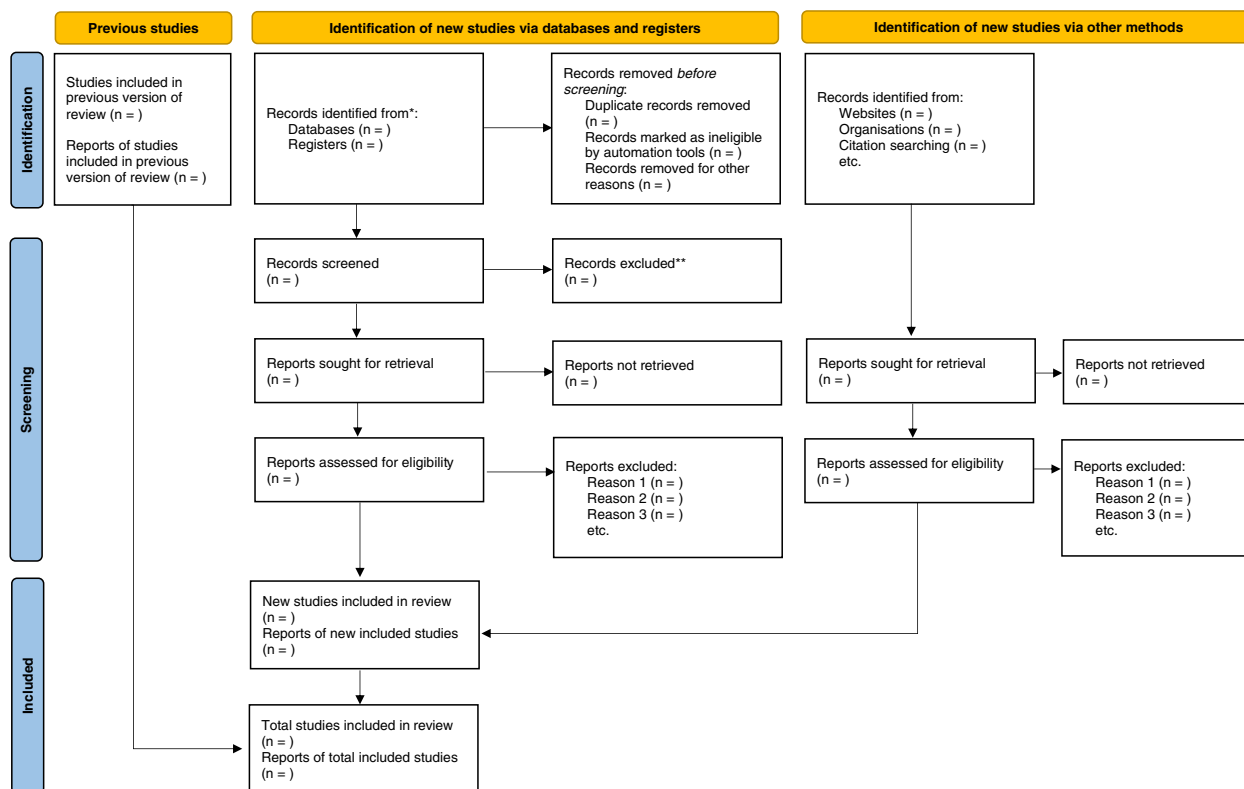 Previous studies
Identification of new studies via databases and registers
Identification of new studies via other methods
Identification
Studies included in
previous version of
review (n = )
Reports of studies
included in previous
version of review (n = )
Records identified from*:
Databases (n = )
Registers (n = )
Records removed before
screening:
Duplicate records removed
(n = )
Records marked as ineligible
by automation tools (n = )
Records removed for other
reasons (n = )
Records identified from:
Websites (n = )
Organisations (n = )
Citation searching (n = )
etc.
Screening
Records screened
(n = )
Records excluded**
(n = )
Reports sought for retrieval
(n = )
Reports not retrieved
(n = )
Reports sought for retrieval
(n = )
Reports not retrieved
(n = )
Reports assessed for eligibility
(n = )
Reports excluded:
Reason 1 (n = )
Reason 2 (n = )
Reason 3 (n = )
etc.
Reports assessed for eligibility
(n = )
Reports excluded:
Reason 1 (n = )
Reason 2 (n = )
Reason 3 (n = )
etc.
Included
New studies included in review
(n = )
Reports of new included studies
(n = )
Total studies included in review
(n = )
Reports of total included studies
(n = )